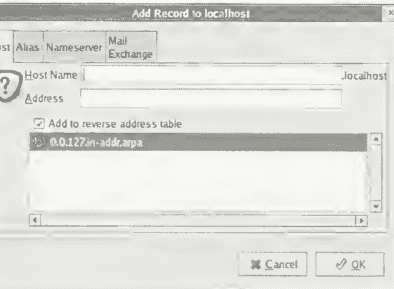 Add Record to localhost
Alias Nameserver Mail Exchange
Host Name .localhost
Address
Add to reverse address table
0.0.127.in-addr.arpa
Cancel OK